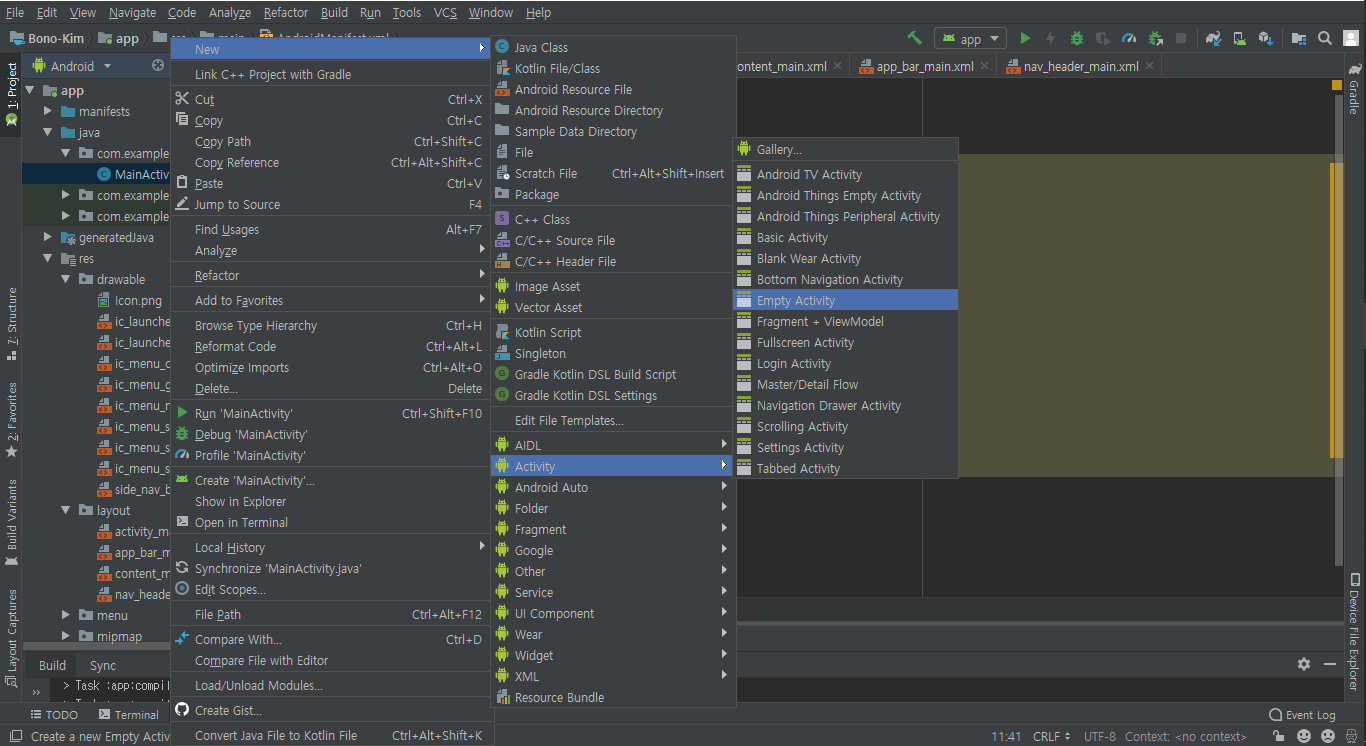 File Edit View Navigate Code Analyze Refactor Build Run Tools VCS Window Help
Bono-Kim app main AndroidManifest.xml
app
Android
ontent_main.xml app_bar_main.xml nav_header_main.xml
1: Project
Z: Structure
2: Favorites
Build Variants
Layout Captures
app
manifests
java
com.example
MainActiv
com.example
com.example
generatedJava
res
drawable
Icon.png
ic_launche
ic_launche
ic_menu_c
ic_menu_g
ic_menu_m
ic_menu_s
ic_menu_s
ic_menu_s
side_nav_b
layout
activity_m
app_bar_m
content_m
nav_heade
menu
mipmap
New
Link C++ Project with Gradle
Cut Ctrl+X
Copy Ctrl+C
Copy Path Ctrl+Shift+C
Copy Reference Ctrl+Alt+Shift+C
Paste Ctrl+V
Jump to Source F4
Find Usages Alt+F7
Analyze
Refactor
Add to Favorites
Browse Type Hierarchy Ctrl+H
Reformat Code Ctrl+Alt+L
Optimize Imports Ctrl+Alt+O
Delete... Delete
Run 'MainActivity' Ctrl+Shift+F10
Debug 'MainActivity'
Profile 'MainActivity'
Create 'MainActivity'...
Show in Explorer
Open in Terminal
Local History
Synchronize 'MainActivity.java'
Edit Scopes...
File Path Ctrl+Alt+F12
Compare With... Ctrl+D
Compare File with Editor
Load/Unload Modules...
Create Gist...
Convert Java File to Kotlin File Ctrl+Alt+Shift+K
Java Class
Kotlin File/Class
Android Resource File
Android Resource Directory
Sample Data Directory
File
Scratch File Ctrl+Alt+Shift+Insert
Package
C++ Class
C/C++ Source File
C/C++ Header File
Image Asset
Vector Asset
Kotlin Script
Singleton
Gradle Kotlin DSL Build Script
Gradle Kotlin DSL Settings
Edit File Templates...
AIDL
Activity
Android Auto
Folder
Fragment
Google
Other
Service
UI Component
Wear
Widget
XML
Resource Bundle
Gallery...
Android TV Activity
Android Things Empty Activity
Android Things Peripheral Activity
Basic Activity
Blank Wear Activity
Bottom Navigation Activity
Empty Activity
Fragment + ViewModel
Fullscreen Activity
Login Activity
Master/Detail Flow
Navigation Drawer Activity
Scrolling Activity
Settings Activity
Tabbed Activity
Gradle
Device File Explorer
Build Sync
» > Task :app:compil
TODO Terminal Event Log
Create a new Empty Activ 11:41 CRLF UTF-8 Context: <no context>